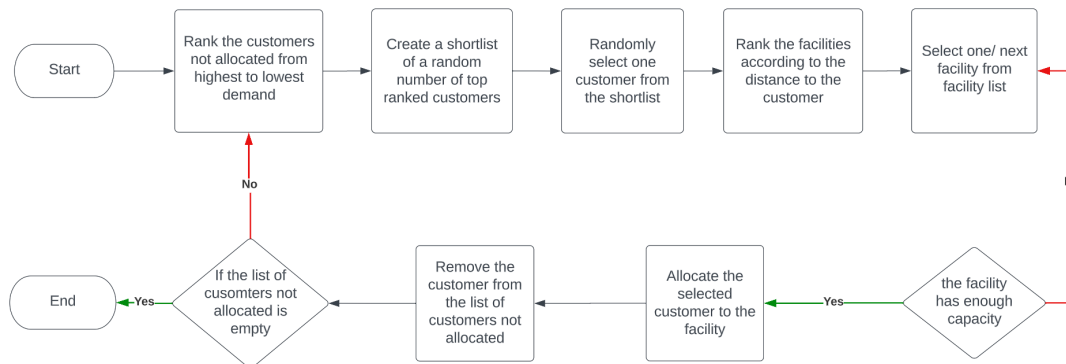 Start
Rank the customers
not allocated from
highest to lowest
demand
Create a shortlist
of a random
number of top
ranked customers
Randomly
select one
customer from
the shortlist
Rank the facilities
according to the
distance to the
customer
Select one/ next
facility from
facility list
No
End
Yes
If the list of
cusomters not
allocated is
empty
Remove the
customer from
the list of
customers not
allocated
Allocate the
selected
customer to the
facility
Yes
the facility
has enough
capacity